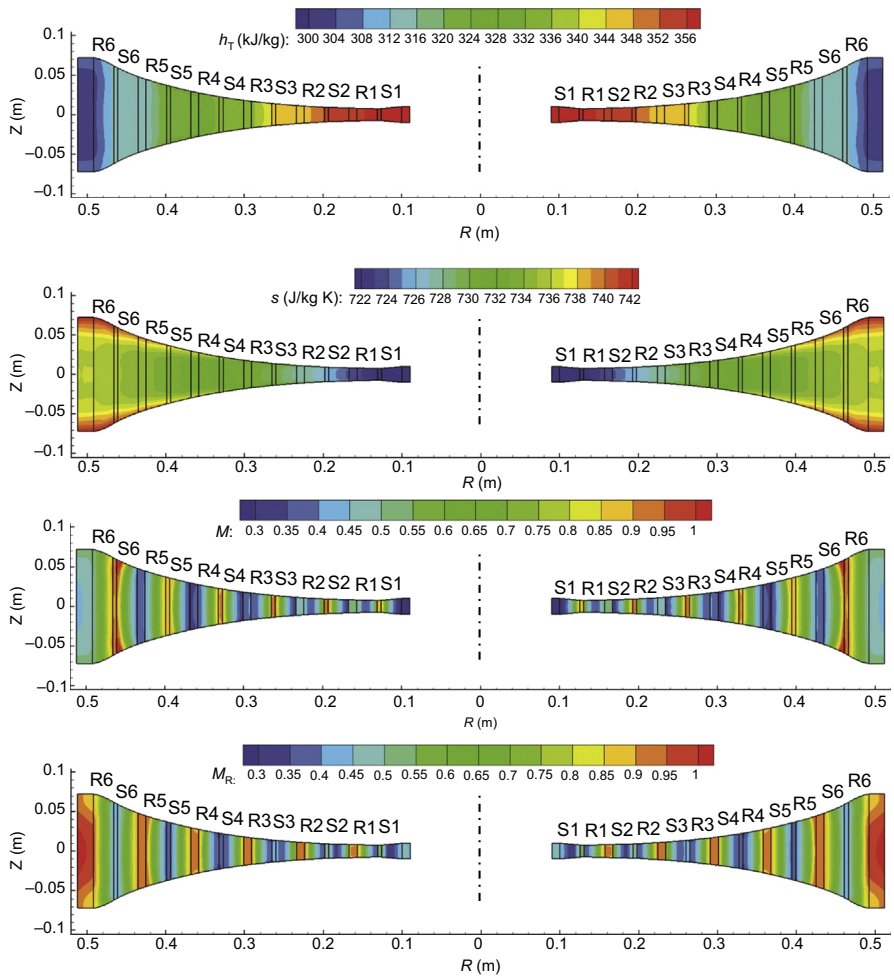 h_T (kJ/kg): 300 304 308 312 316 320 324 328 332 336 340 344 348 352 356
R6 S6 R5 S5 R4 S4 R3 S3 R2 S2 R1 S1 S1 R1 S2 R2 S3 R3 S4 R4 S5 R5 S6 R6
Z (m)
0.1
0.05
0
−0.05
−0.1
0.5 0.4 0.3 0.2 0.1 0 0.1 0.2 0.3 0.4 0.5
R (m)
s (J/kg K): 722 724 726 728 730 732 734 736 738 740 742
R6 S6 R5 S5 R4 S4 R3 S3 R2 S2 R1 S1 S1 R1 S2 R2 S3 R3 S4 R4 S5 R5 S6 R6
Z (m)
0.1
0.05
0
−0.05
−0.1
0.5 0.4 0.3 0.2 0.1 0 0.1 0.2 0.3 0.4 0.5
R (m)
M: 0.3 0.35 0.4 0.45 0.5 0.55 0.6 0.65 0.7 0.75 0.8 0.85 0.9 0.95 1
R6 S6 R5 S5 R4 S4 R3 S3 R2 S2 R1 S1 S1 R1 S2 R2 S3 R3 S4 R4 S5 R5 S6 R6
Z (m)
0.1
0.05
0
−0.05
−0.1
0.5 0.4 0.3 0.2 0.1 0 0.1 0.2 0.3 0.4 0.5
R (m)
M_R: 0.3 0.35 0.4 0.45 0.5 0.55 0.6 0.65 0.7 0.75 0.8 0.85 0.9 0.95 1
R6 S6 R5 S5 R4 S4 R3 S3 R2 S2 R1 S1 S1 R1 S2 R2 S3 R3 S4 R4 S5 R5 S6 R6
Z (m)
0.1
0.05
0
−0.05
−0.1
0.5 0.4 0.3 0.2 0.1 0 0.1 0.2 0.3 0.4 0.5
R (m)